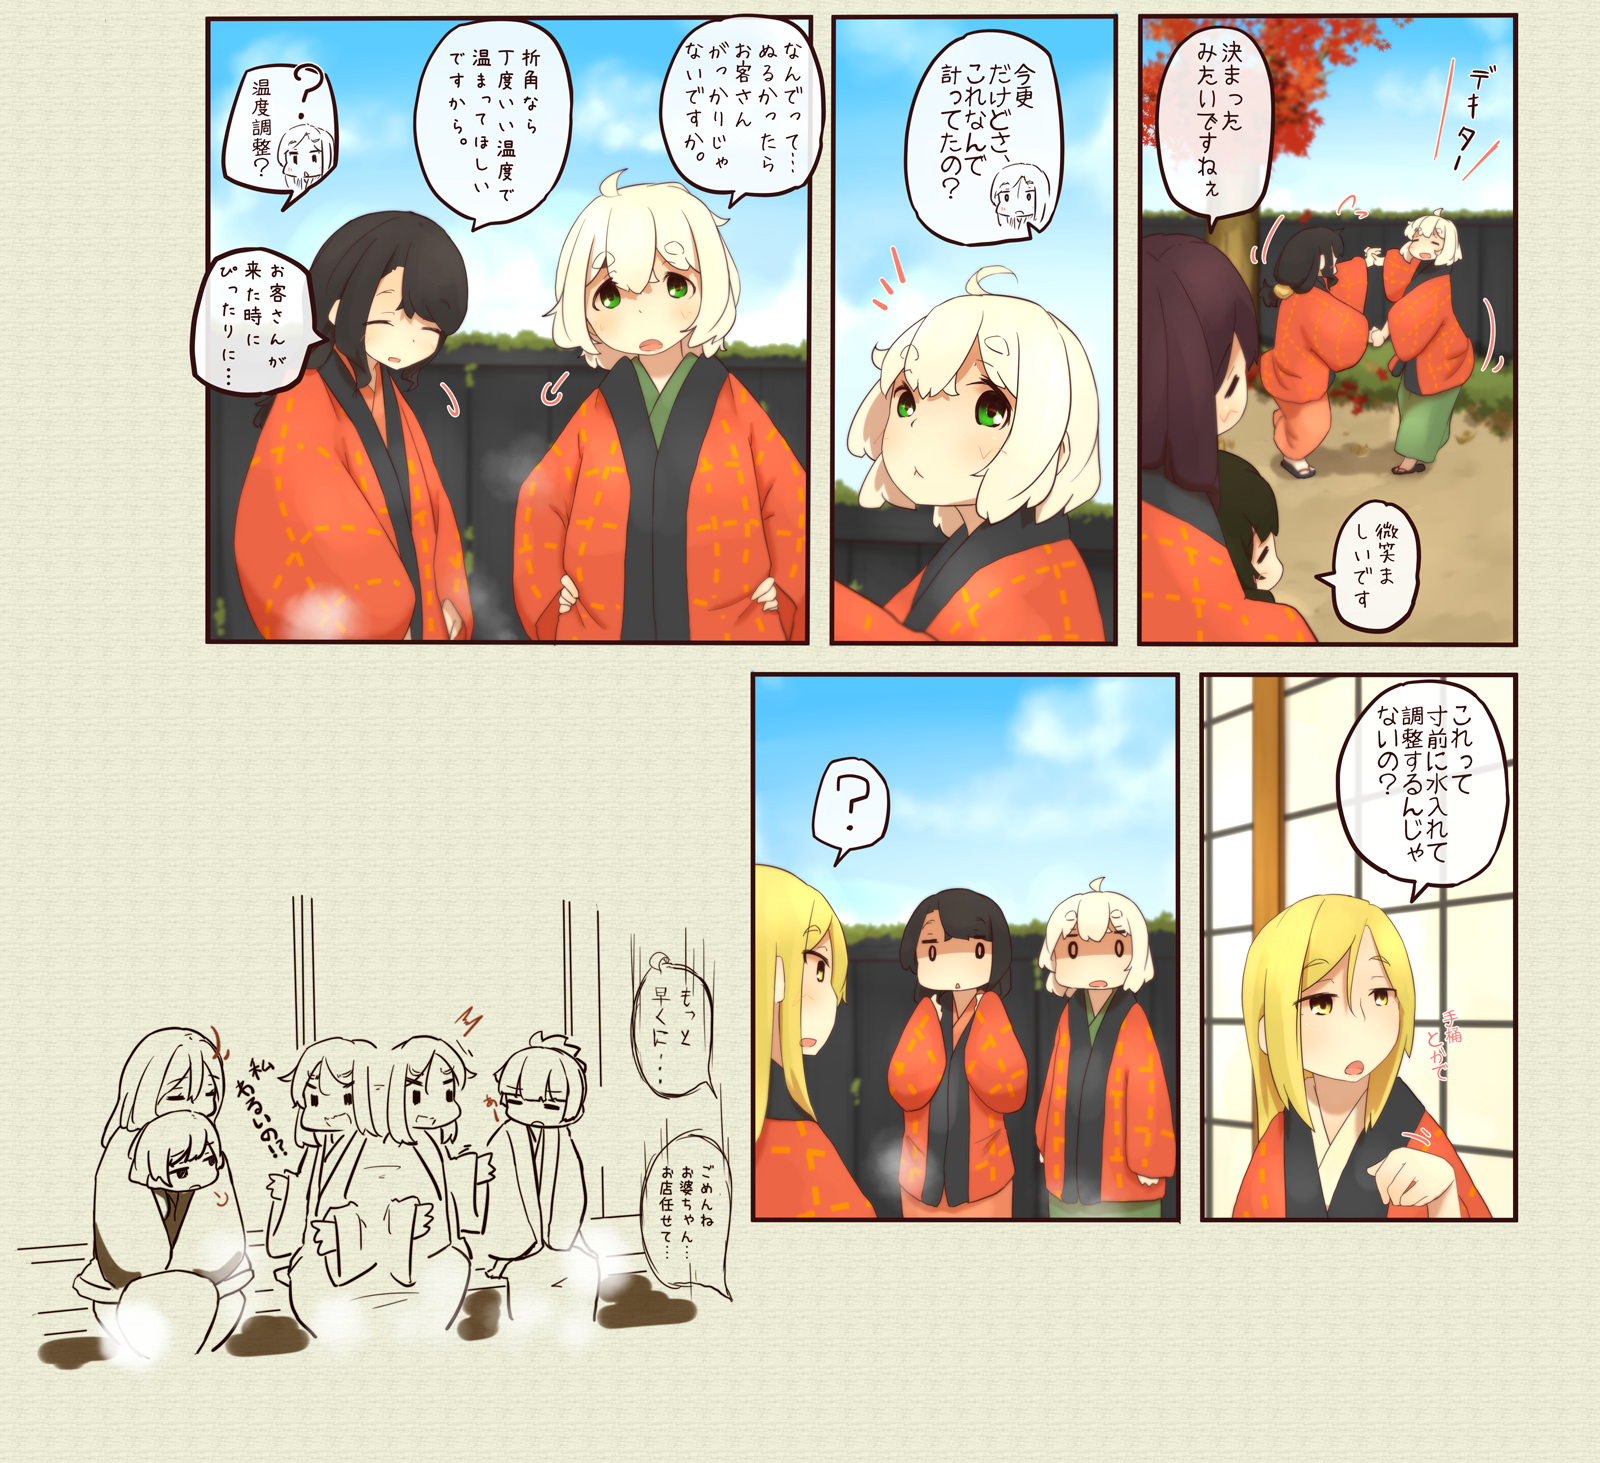 デキター
決まった
みたいですねぇ
微笑ま
しいです
今更
だけどさ、
これなんで
計ってたの？
なんでって…
ぬるかったら
お客さん
がっかりじゃ
ないですか。
折角なら
丁度いい温度で
温まってほしい
ですから。
？
温度調整？
お客さんが
来た時に
ぴったりに…
これって
寸前に水入れて
調整するんじゃ
ないの？
手桶
とかで
？
もっと
早くに…
ごめんね
お婆ちゃん…
お店任せて…
あー
私
わるいの!?